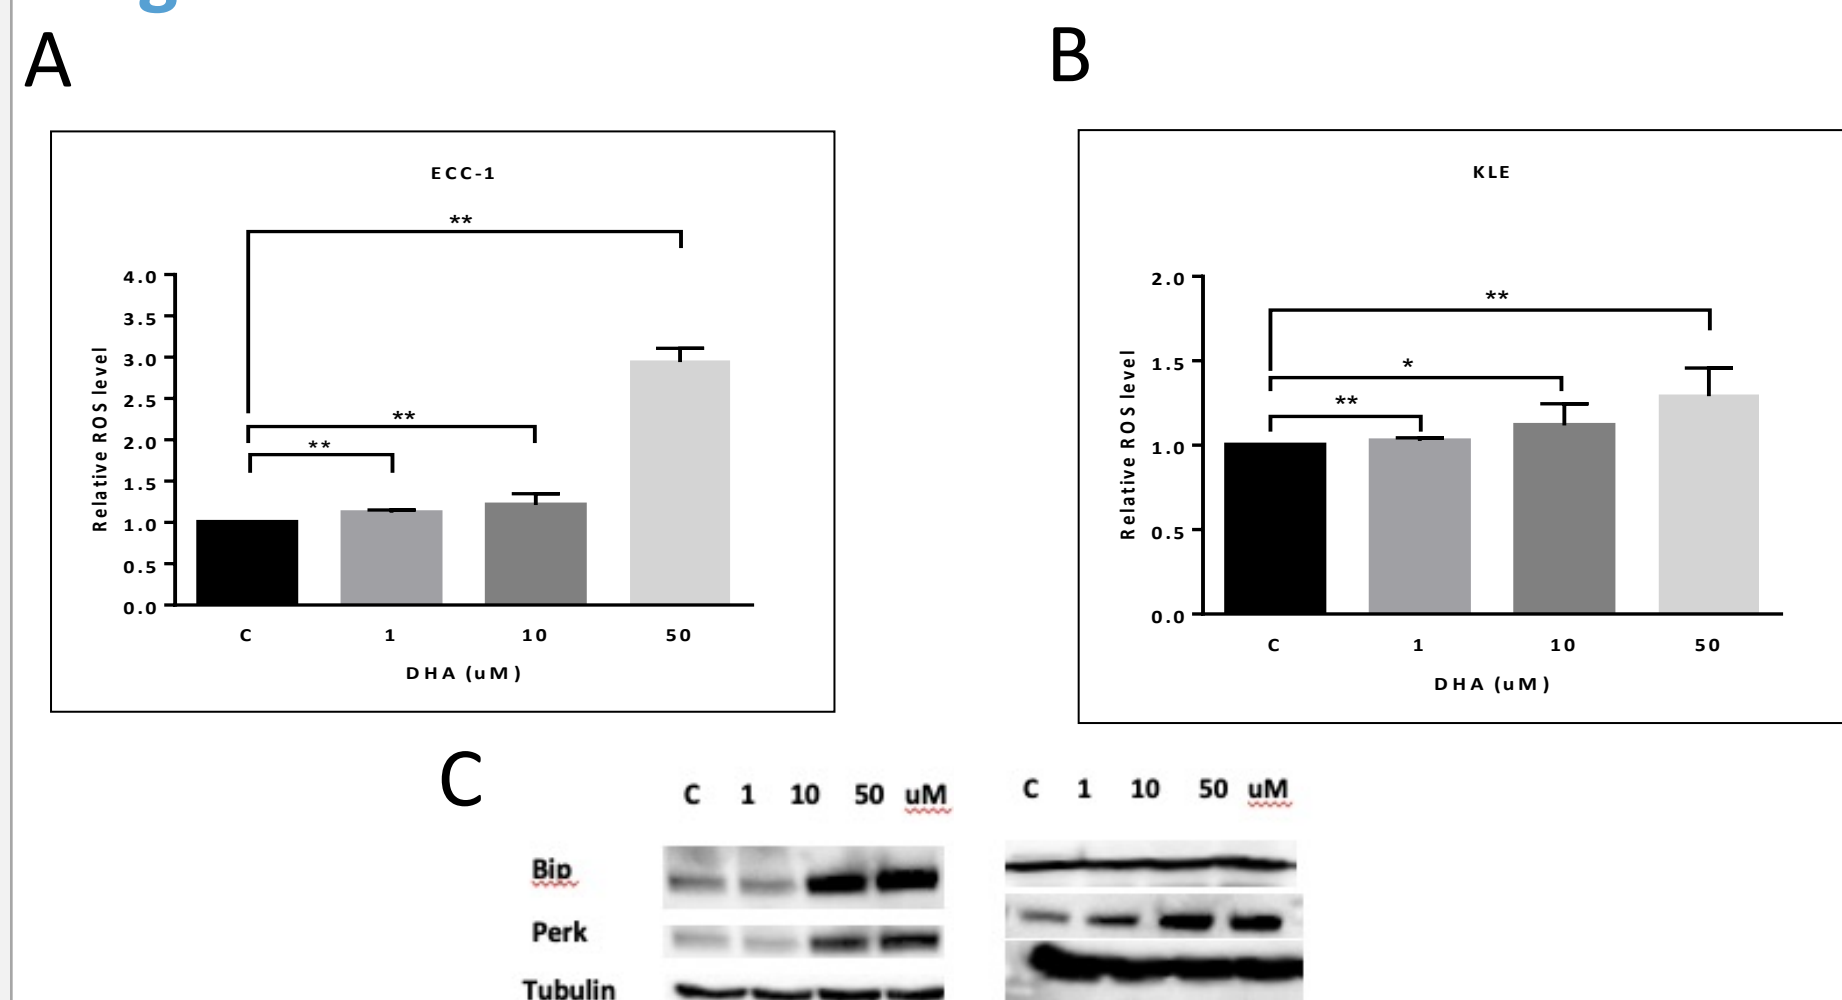 A
B
ECC-1
**
4.0
3.5
3.0
2.5
2.0
1.5
1.0
0.5
0.0
**
**
Relative ROS level
C 1 10 50
DHA (uM)
KLE
2.0
1.5
1.0
0.5
0.0
**
*
**
Relative ROS level
C 1 10 50
DHA (uM)
C
C 1 10 50 uM
C 1 10 50 uM
Bip
Perk
Tubulin